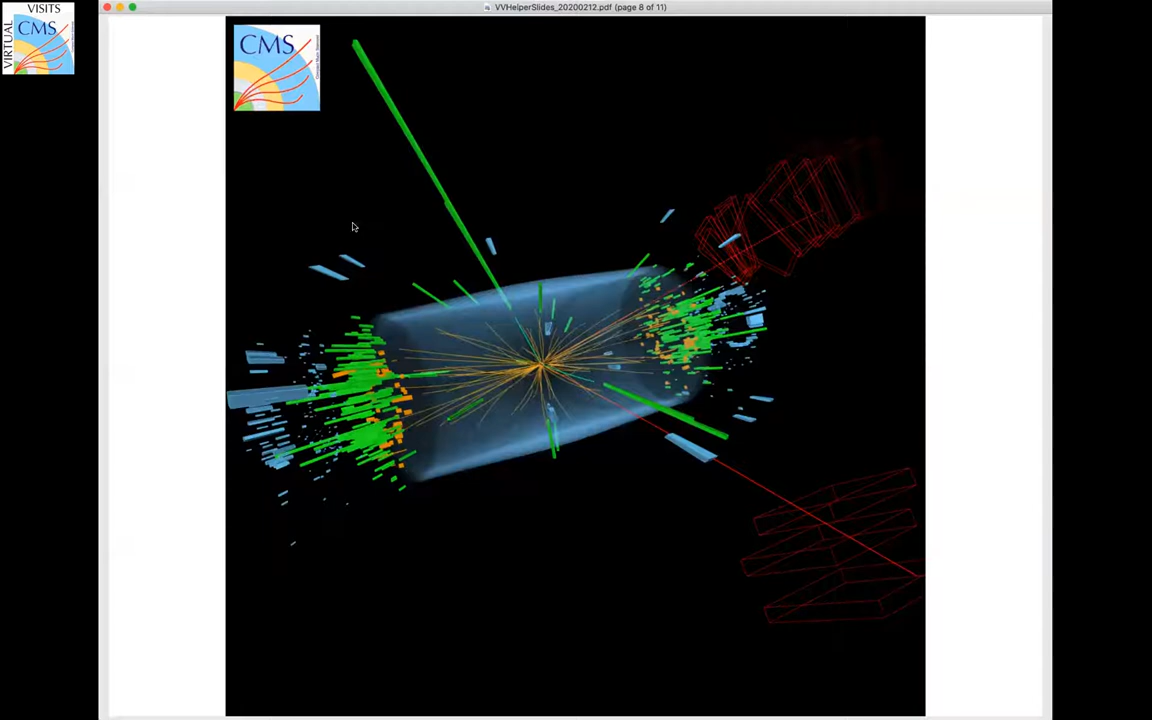 VISITS
VIRTUAL
CMS
VVHelperSlides_20200212.pdf (page 8 of 11)
CMS